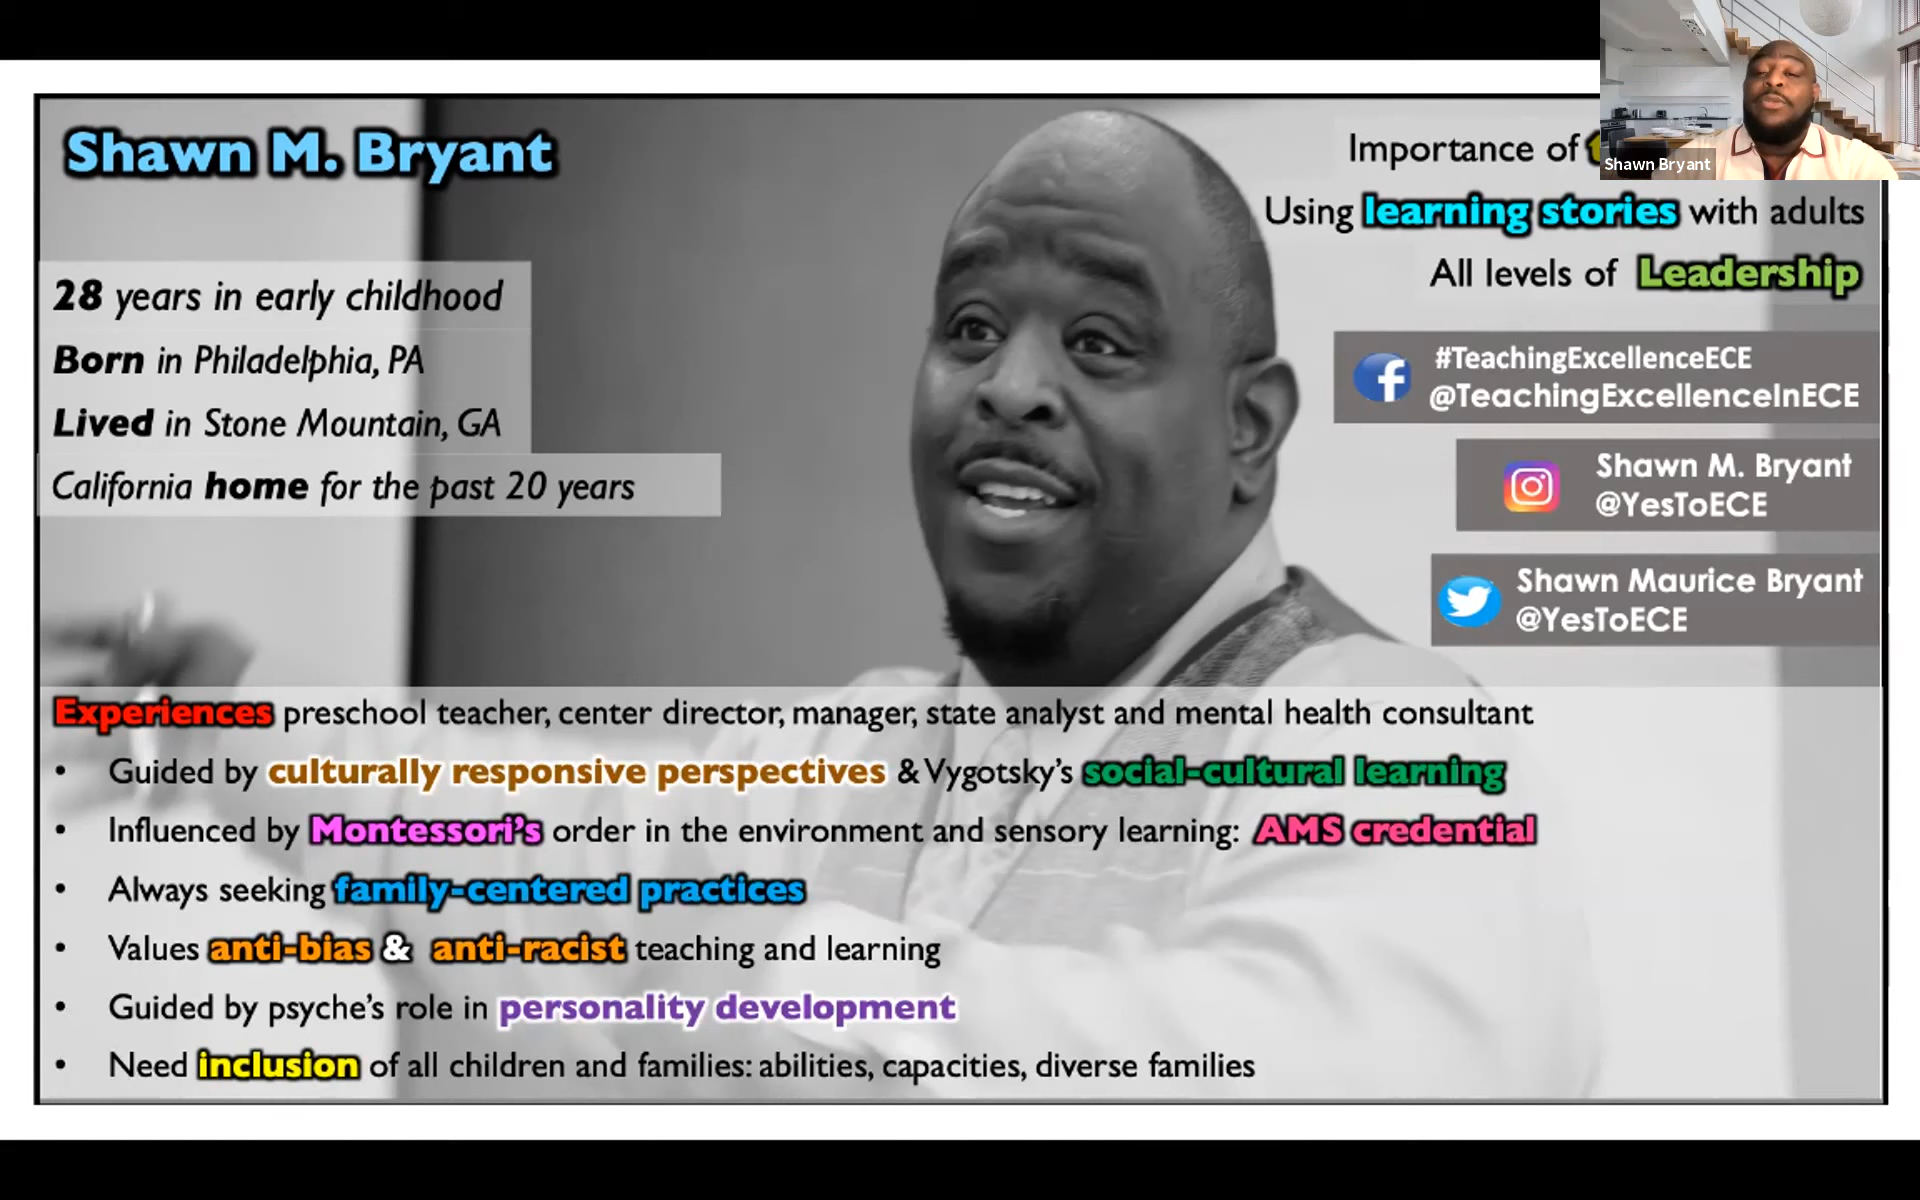 Shawn M. Bryant
28 years in early childhood
Born in Philadelphia, PA
Lived in Stone Mountain, GA
California home for the past 20 years
Importance of
Using learning stories with adults
All levels of Leadership
#TeachingExcellenceECE
@TeachingExcellenceInECE
Shawn M. Bryant
@YesToECE
Shawn Maurice Bryant
@YesToECE
Experiences preschool teacher, center director, manager, state analyst and mental health consultant
• Guided by culturally responsive perspectives & Vygotsky's social-cultural learning
• Influenced by Montessori's order in the environment and sensory learning: AMS credential
• Always seeking family-centered practices
• Values anti-bias & anti-racist teaching and learning
• Guided by psyche's role in personality development
• Need inclusion of all children and families: abilities, capacities, diverse families
Shawn Bryant